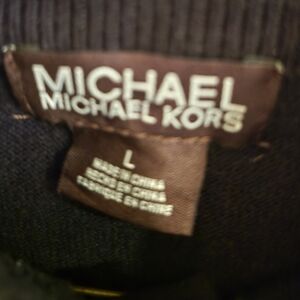 MICHAEL
MICHAEL KORS
L
MADE IN CHINA
HECHO EN CHINA
FABRIQUÉ EN CHINE